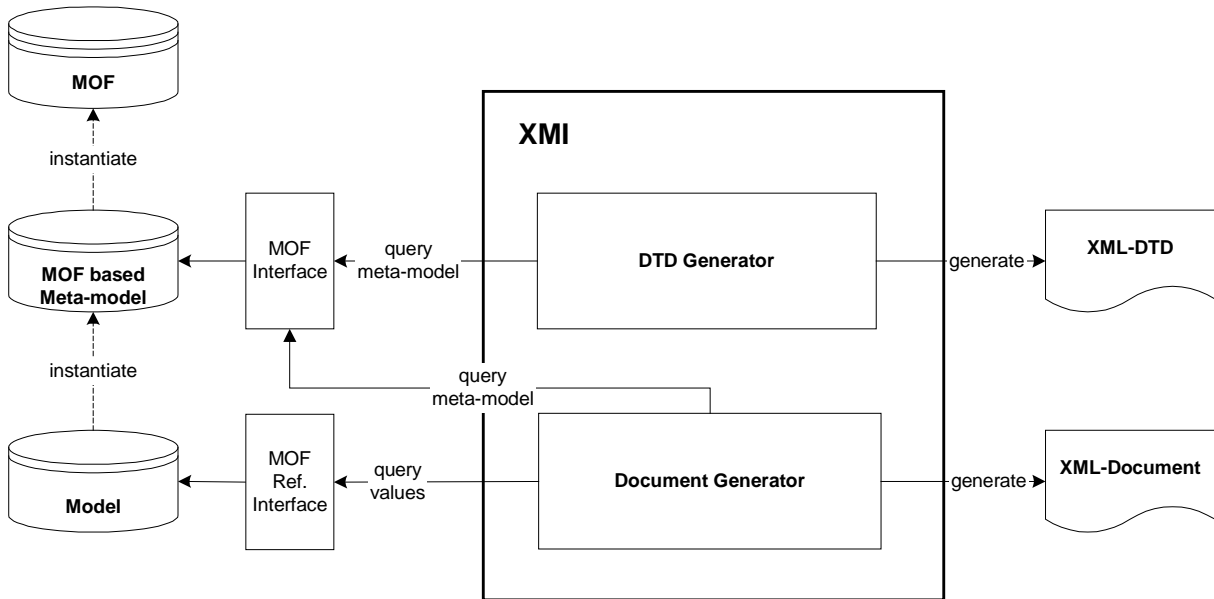 MOF
XMI
instantiate
MOF
Interface
query
meta-model
DTD Generator
generate
XML-DTD
MOF based
Meta-model
instantiate
query
meta-model
MOF
Ref.
Interface
query
values
Document Generator
generate
XML-Document
Model